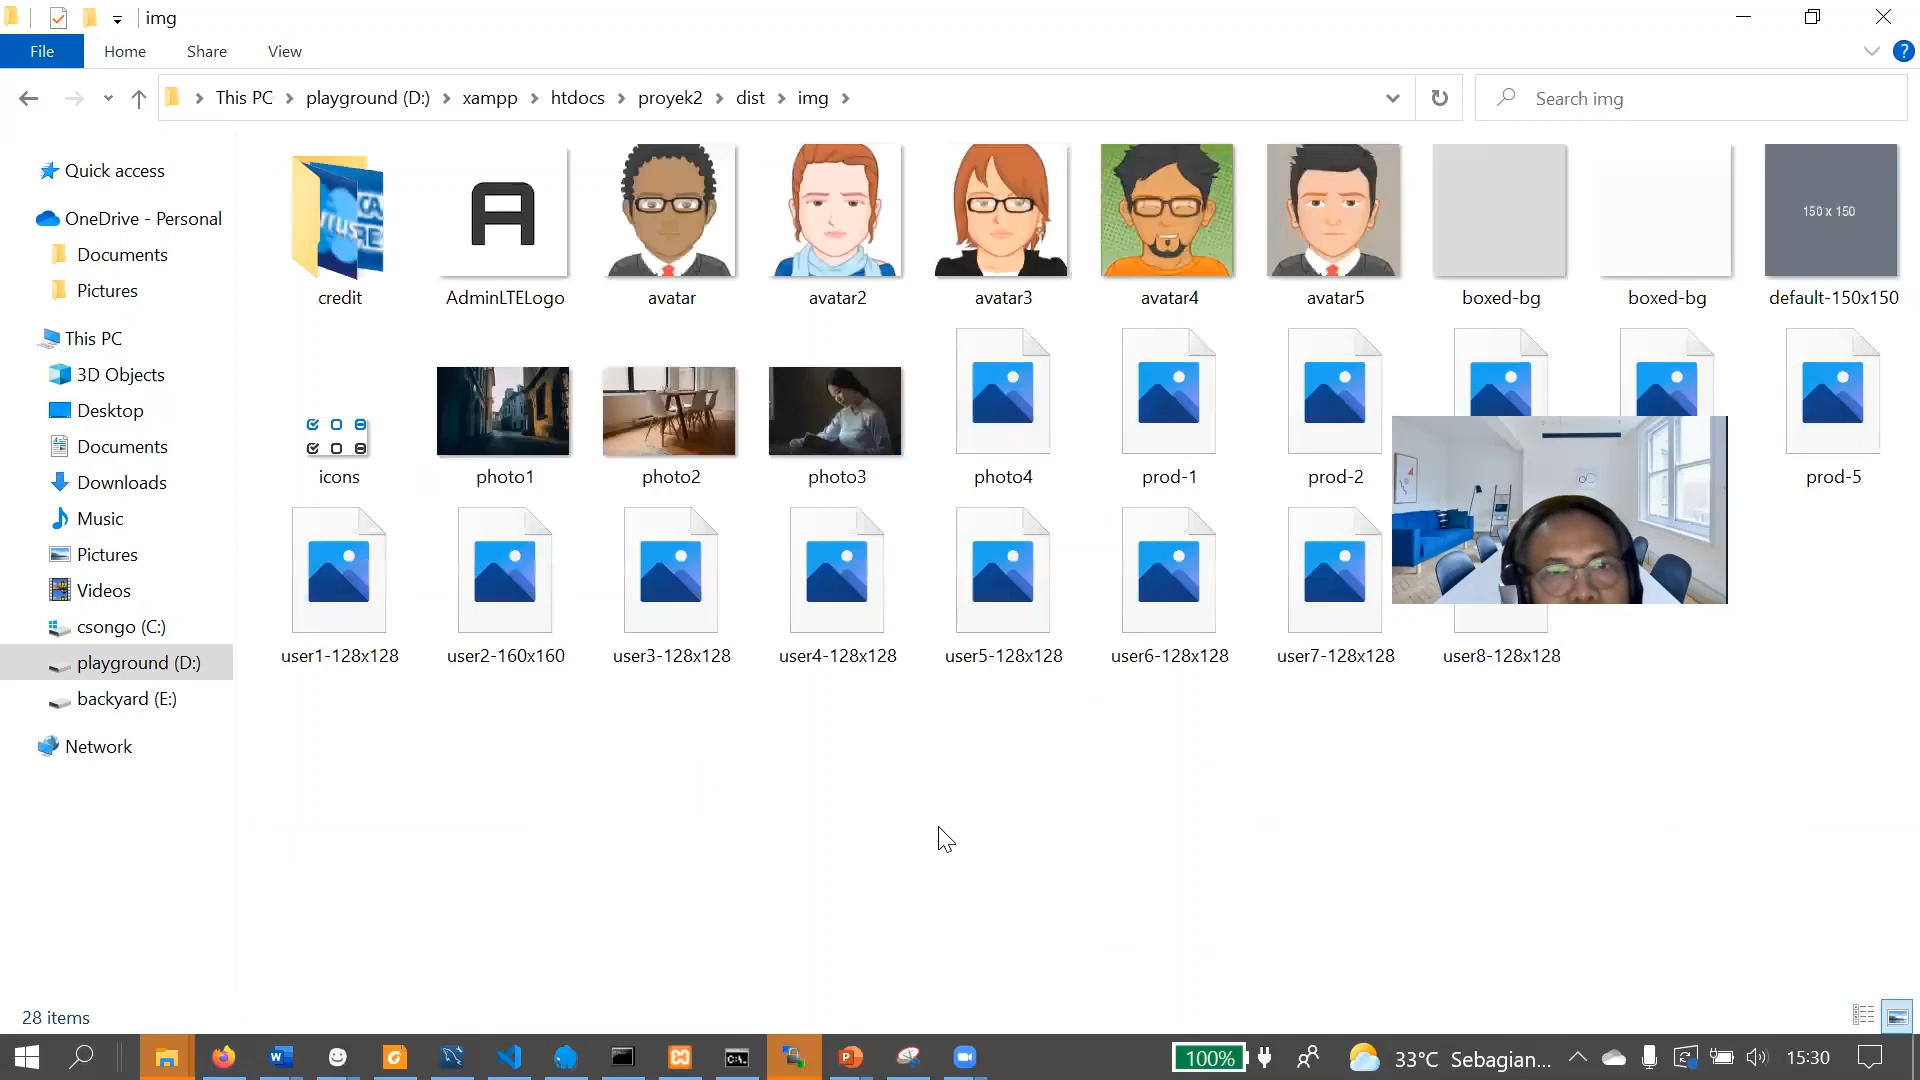 img
File
Home
Share
View
This PC
playground (D:)
xampp
htdocs
proyek2
dist
img
Search img
Quick access
OneDrive - Personal
Documents
Pictures
This PC
3D Objects
Desktop
Documents
Downloads
Music
Pictures
Videos
csongo (C:)
playground (D:)
backyard (E:)
Network
150 x 150
credit
AdminLTELogo
avatar
avatar2
avatar3
avatar4
avatar5
boxed-bg
boxed-bg
default-150x150
icons
photo1
photo2
photo3
photo4
prod-1
prod-2
prod-5
user1-128x128
user2-160x160
user3-128x128
user4-128x128
user5-128x128
user6-128x128
user7-128x128
user8-128x128
28 items
100%
33°C Sebagian...
15:30